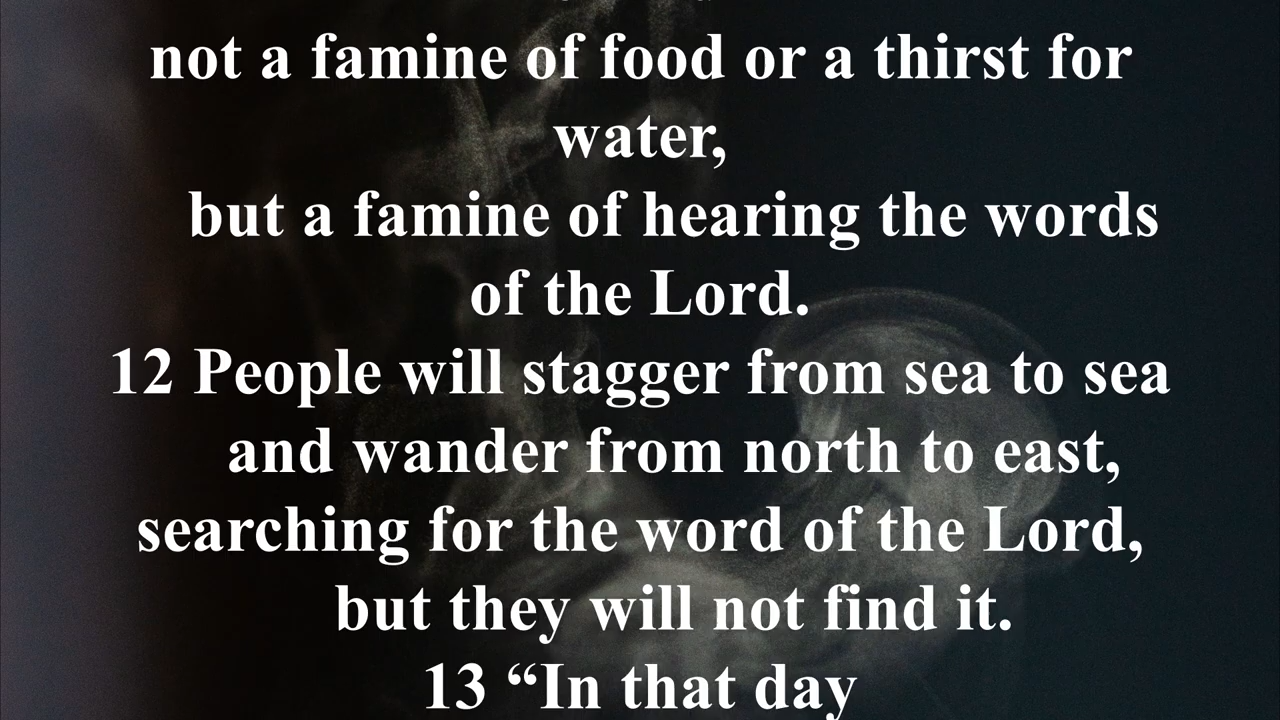 not a famine of food or a thirst for
water,
but a famine of hearing the words
of the Lord.
12 People will stagger from sea to sea
and wander from north to east,
searching for the word of the Lord,
but they will not find it.
13 “In that day